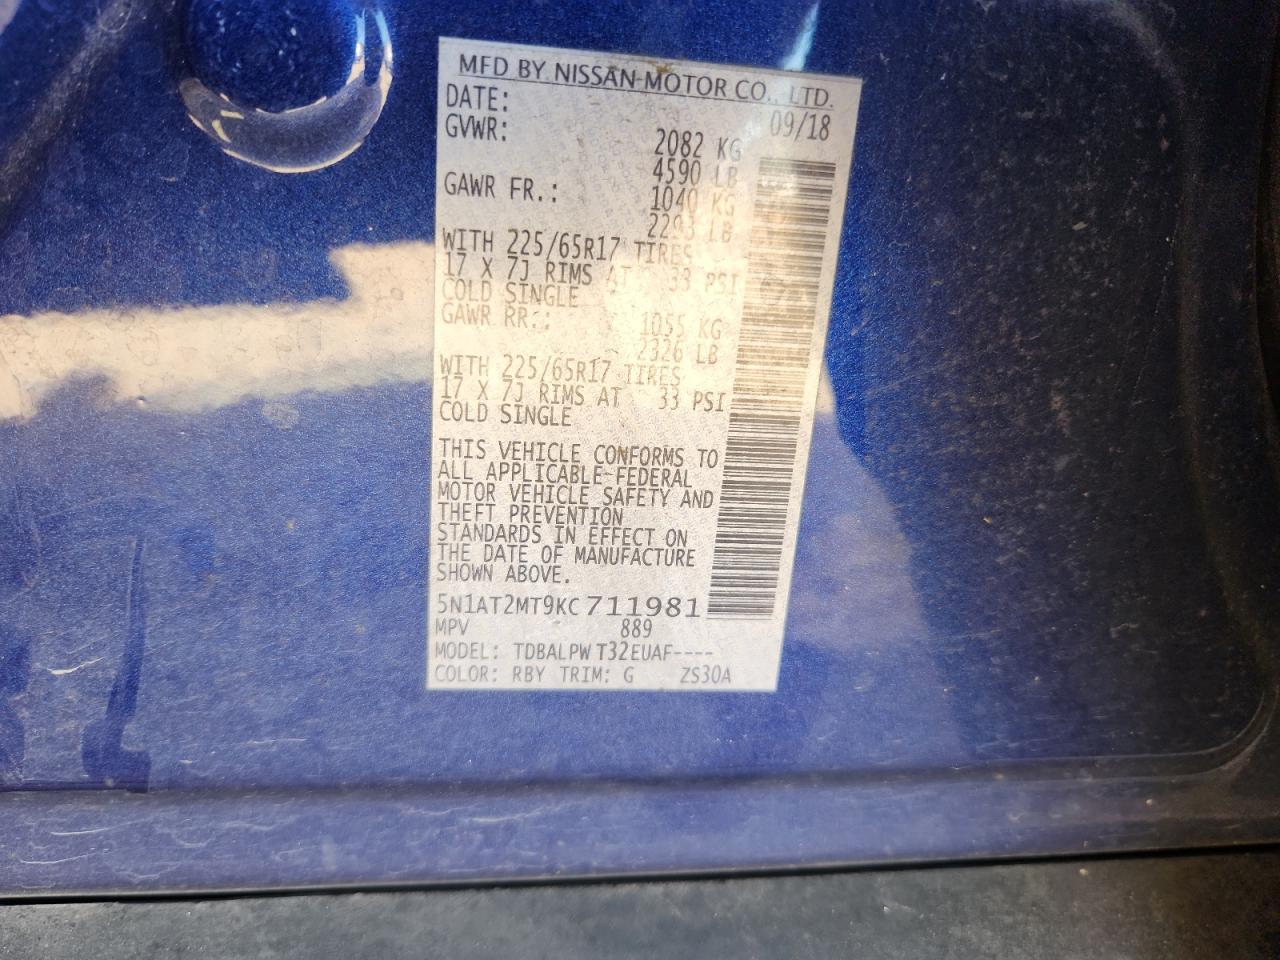 MFD BY NISSAN MOTOR CO., LTD.
DATE: 09/18
GVWR: 2082 KG
4590 LB
GAWR FR.: 1040 KG
2293 LB
WITH 225/65R17 TIRES
17 X 7J RIMS AT 33 PSI
COLD SINGLE
GAWR RR.: 1055 KG
2326 LB
WITH 225/65R17 TIRES
17 X 7J RIMS AT 33 PSI
COLD SINGLE
THIS VEHICLE CONFORMS TO
ALL APPLICABLE FEDERAL
MOTOR VEHICLE SAFETY AND
THEFT PREVENTION
STANDARDS IN EFFECT ON
THE DATE OF MANUFACTURE
SHOWN ABOVE.
5N1AT2MT9KC711981
MPV 889
MODEL: TDBALPW T32EUAF----
COLOR: RBY TRIM: G ZS30A